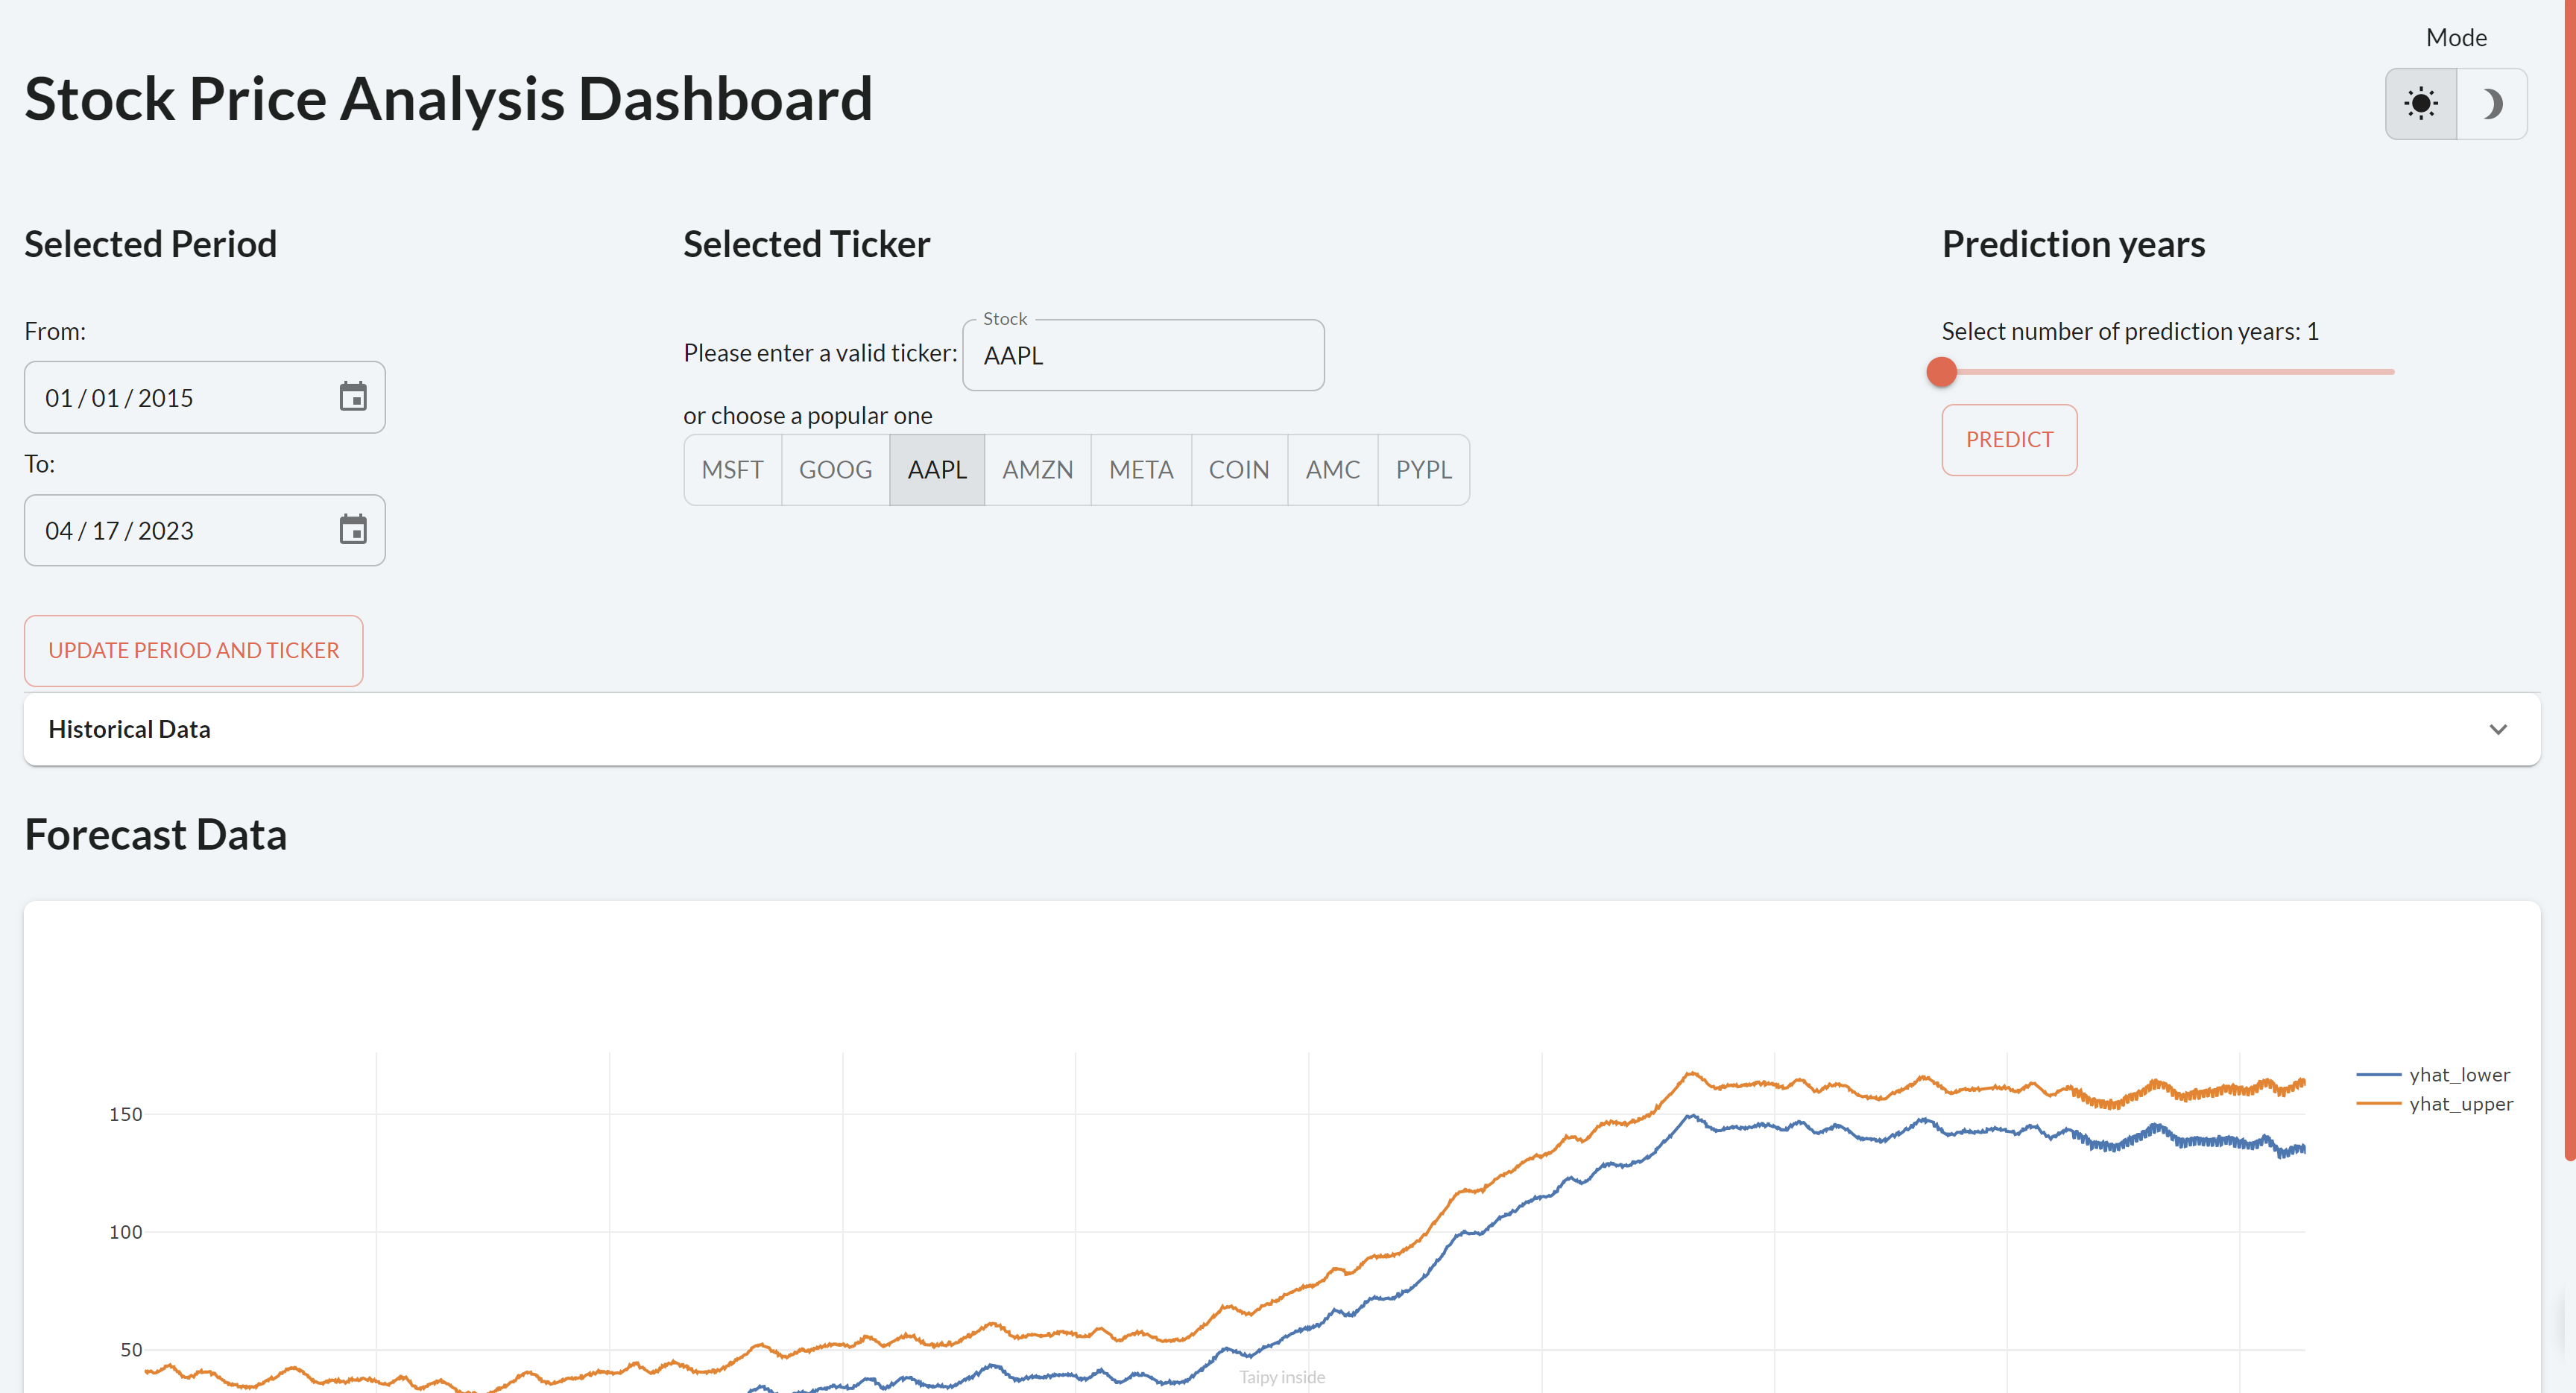 Mode
Stock Price Analysis Dashboard
Selected Period
Selected Ticker
Prediction years
From:
01 / 01 / 2015
To:
04 / 17 / 2023
Stock
Please enter a valid ticker: AAPL
or choose a popular one
MSFT GOOG AAPL AMZN META COIN AMC PYPL
Select number of prediction years: 1
PREDICT
UPDATE PERIOD AND TICKER
Historical Data
Forecast Data
yhat_lower
yhat_upper
150
100
50
Taipy inside